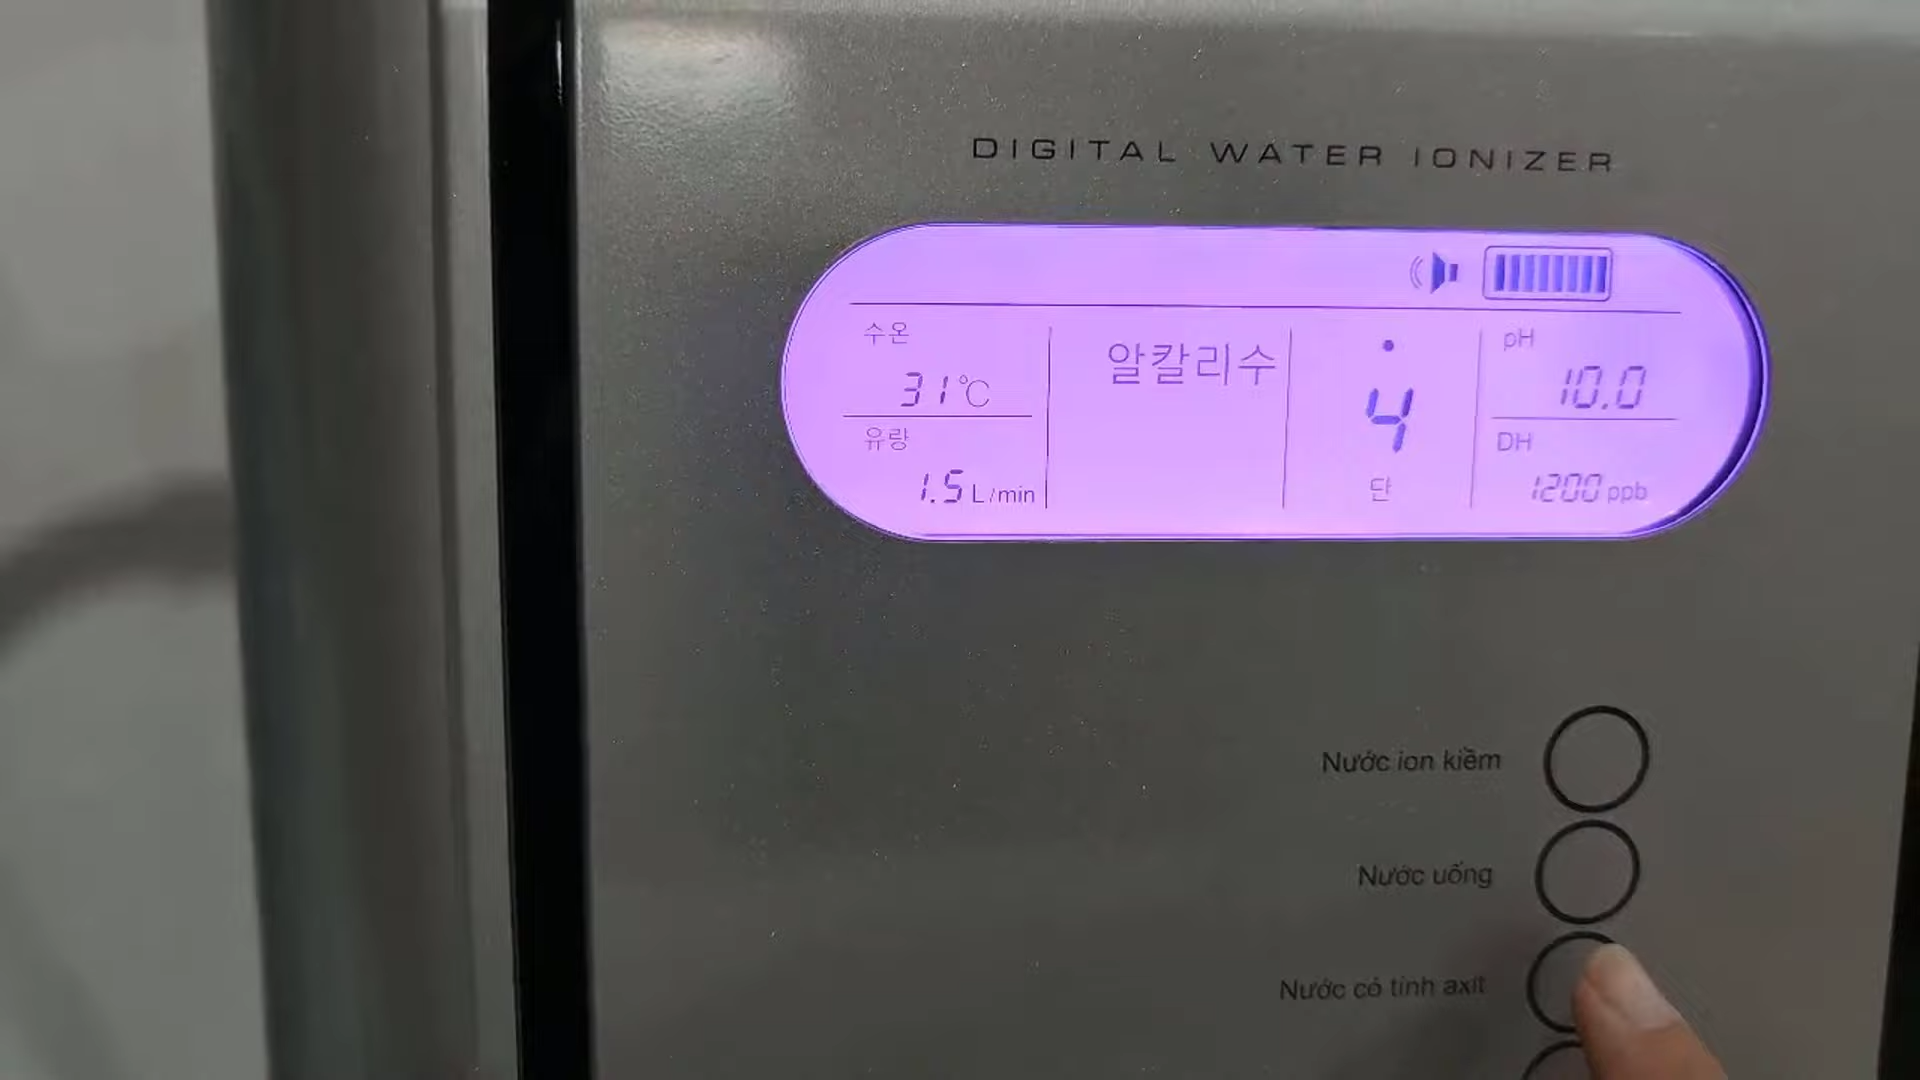 DIGITAL WATER IONIZER
수온
31°C
유량
1.5 L/min
알칼리수
4
단
pH
10.0
DH
1200 ppb
Nước ion kiềm
Nước uống
Nước có tính axit